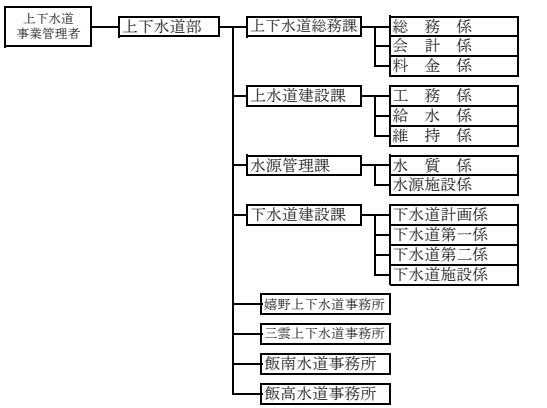 上下水道
事業管理者
上下水道部
上下水道総務課
総務係
会計係
料金係
上水道建設課
工務係
給水係
維持係
水源管理課
水質係
水源施設係
下水道建設課
下水道計画係
下水道第一係
下水道第二係
下水道施設係
嬉野上下水道事務所
三雲上下水道事務所
飯南水道事務所
飯高水道事務所